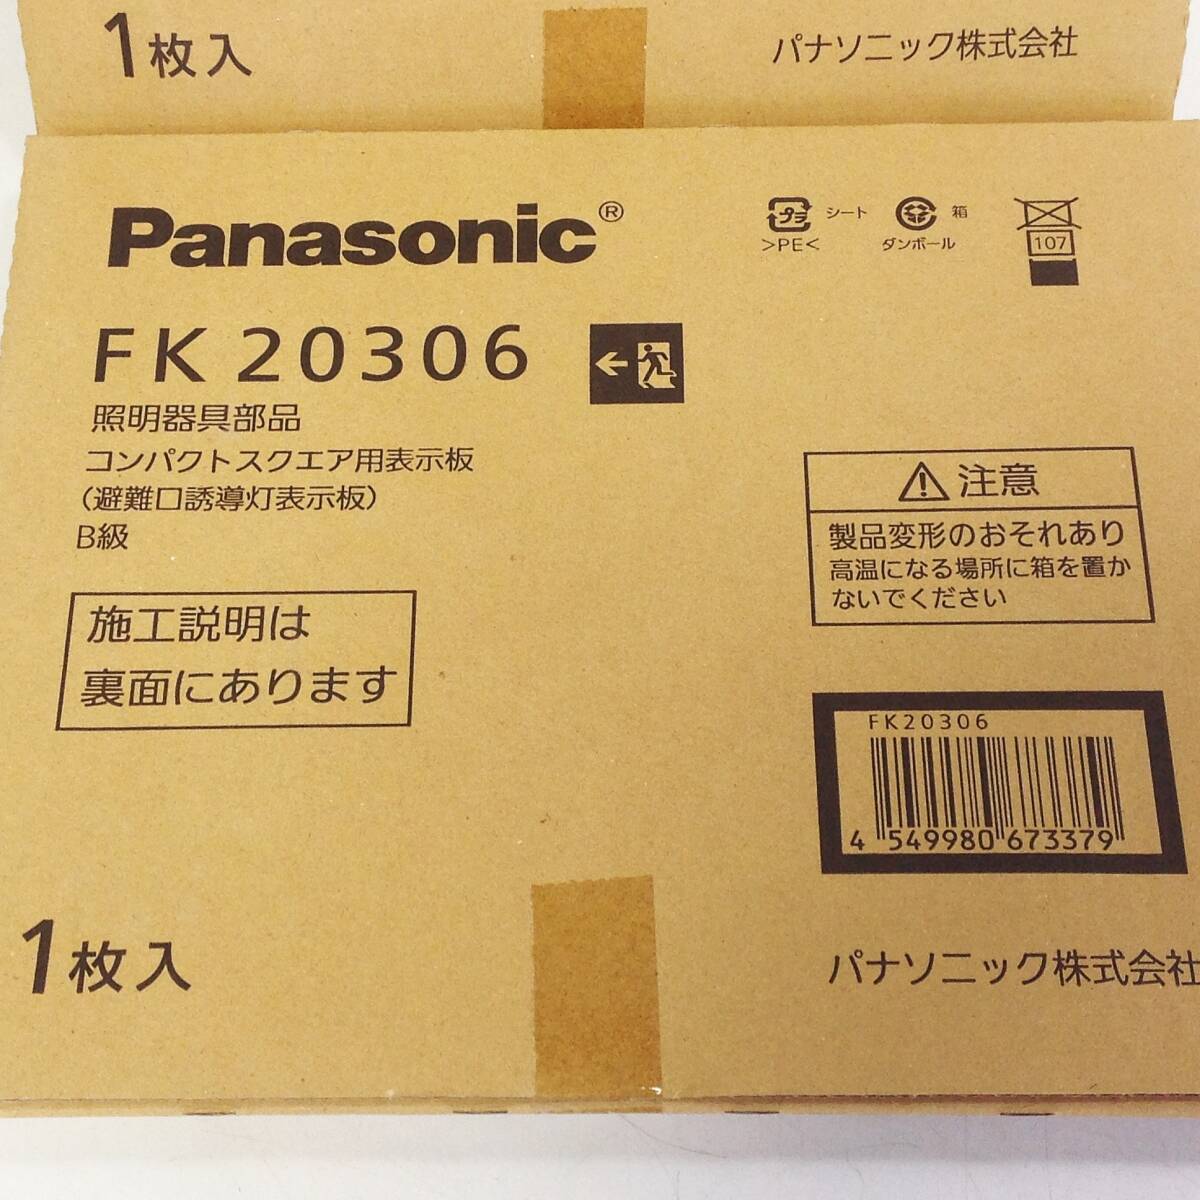 1枚入
パナソニック株式会社
Panasonic®
プラ シート
>PE<
箱
ダンボール
107
FK20306
照明器具部品
コンパクトスクエア用表示板
(避難口誘導灯表示板)
B級
注意
製品変形のおそれあり
高温になる場所に箱を置か
ないでください
施工説明は
裏面にあります
FK20306
4 549980 673379
1枚入
パナソニック株式会社